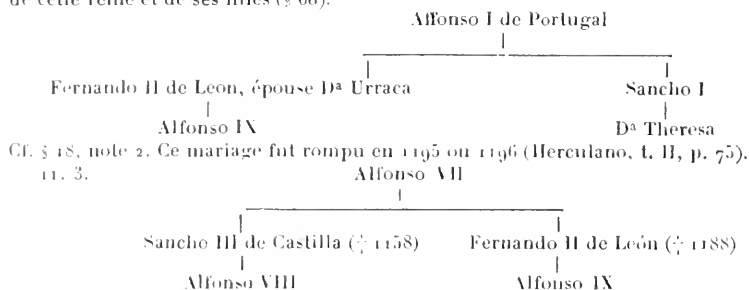 de cette reine et de ses filles (§ 68).
Alfonso I de Portugal
Fernando II de León, épouse Dª Urraca Sancho I
Alfonso IX Dª Theresa
Cf. § 18, note 2. Ce mariage fut rompu en 1195 ou 1196 (Herculano, t. II, p. 75).
11. 3. Alfonso VII
Sancho III de Castilla († 1158) Fernando II de León († 1188)
Alfonso VIII Alfonso IX